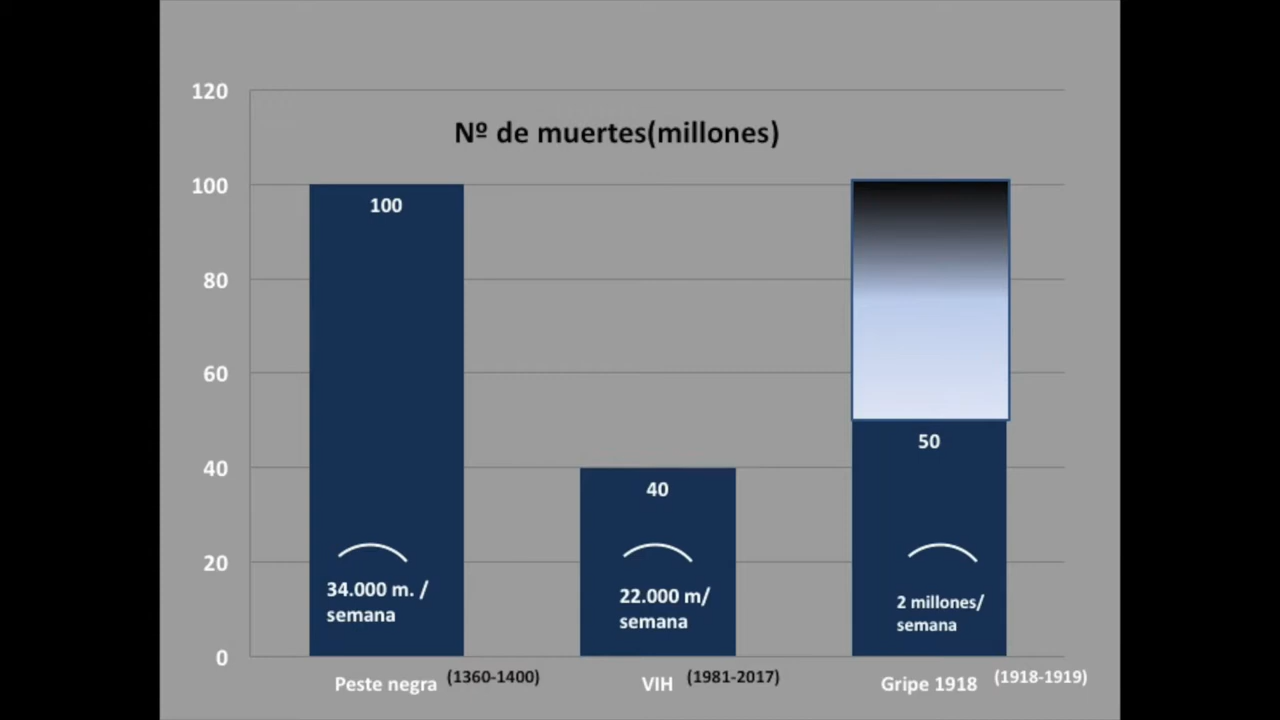 Nº de muertes(millones)
120
100
80
60
40
20
0
100
40
50
34.000 m. /
semana
22.000 m/
semana
2 millones/
semana
Peste negra (1360-1400)
VIH (1981-2017)
Gripe 1918 (1918-1919)